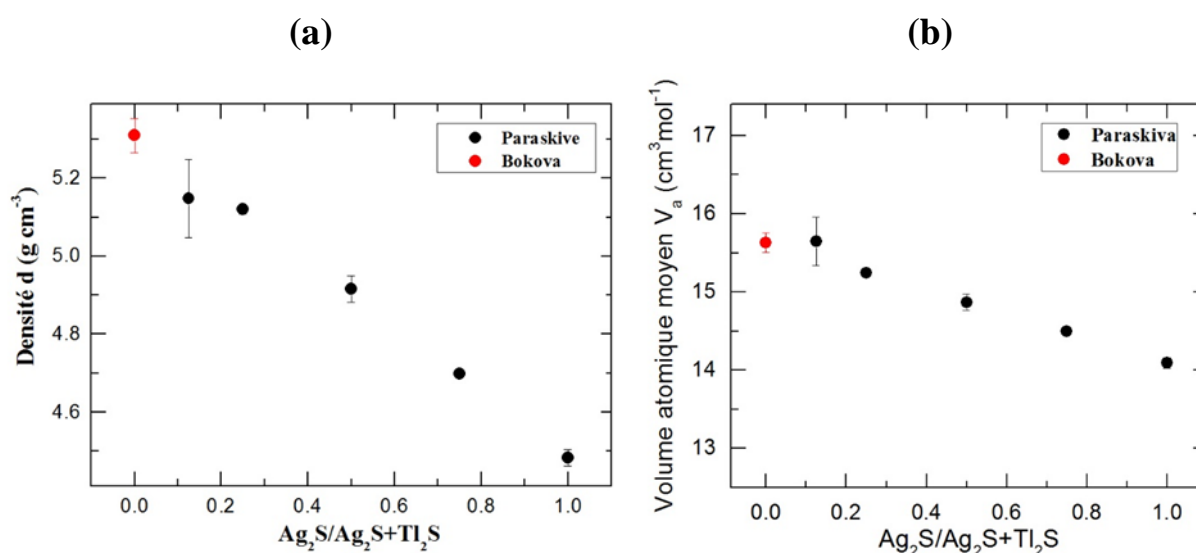 (a)
(b)
Paraskive
Bokova
5.2
5.0
4.8
4.6
0.0 0.2 0.4 0.6 0.8 1.0
Densité d (g cm⁻³)
Ag₂S/Ag₂S+Tl₂S
Paraskiva
Bokova
17
16
15
14
13
0.0 0.2 0.4 0.6 0.8 1.0
Volume atomique moyen Vₐ (cm³mol⁻¹)
Ag₂S/Ag₂S+Tl₂S